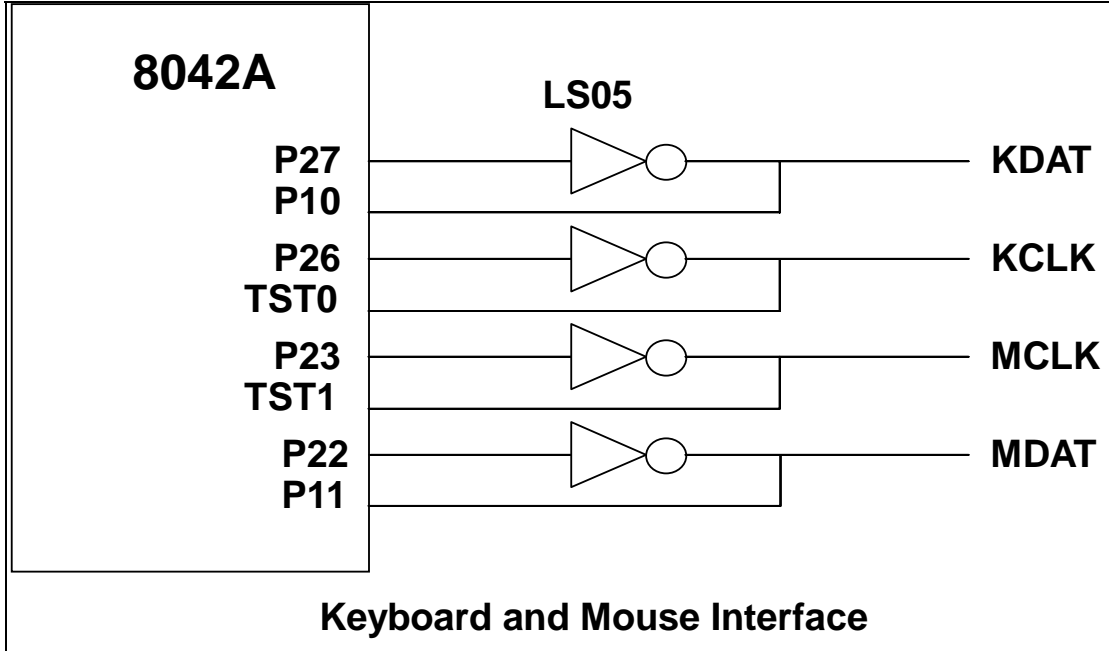 8042A
LS05
P27
KDAT
P10
P26
KCLK
TST0
P23
MCLK
TST1
P22
MDAT
P11
Keyboard and Mouse Interface